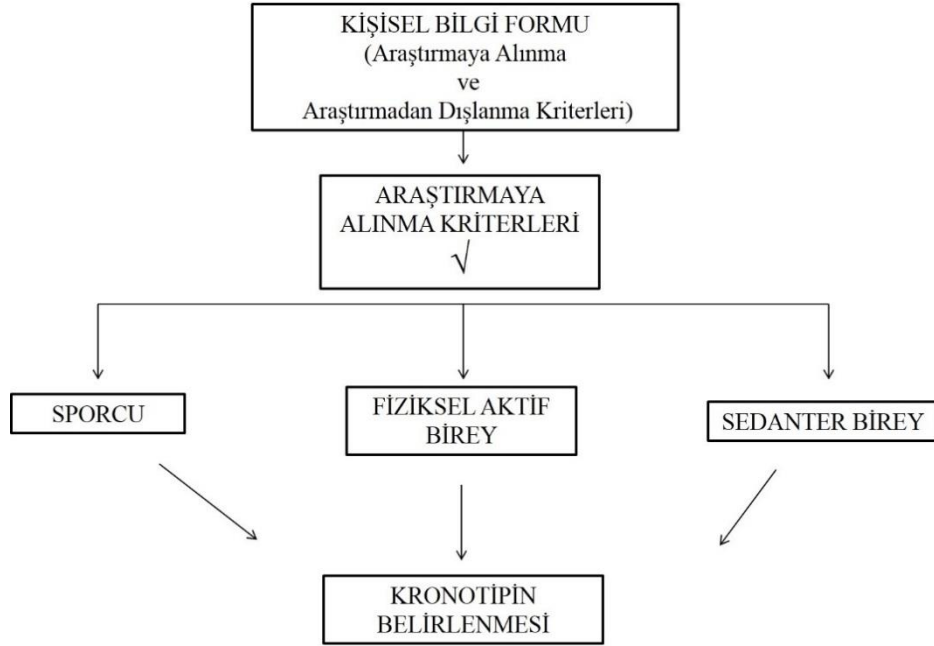 KİŞİSEL BİLGİ FORMU
(Araştırmaya Alınma
ve
Araştırmadan Dışlanma Kriterleri)
ARAŞTIRMAYA
ALINMA KRİTERLERİ
√
SPORCU
FİZİKSEL AKTİF
BİREY
SEDANTER BİREY
KRONOTİPİN
BELİRLENMESİ